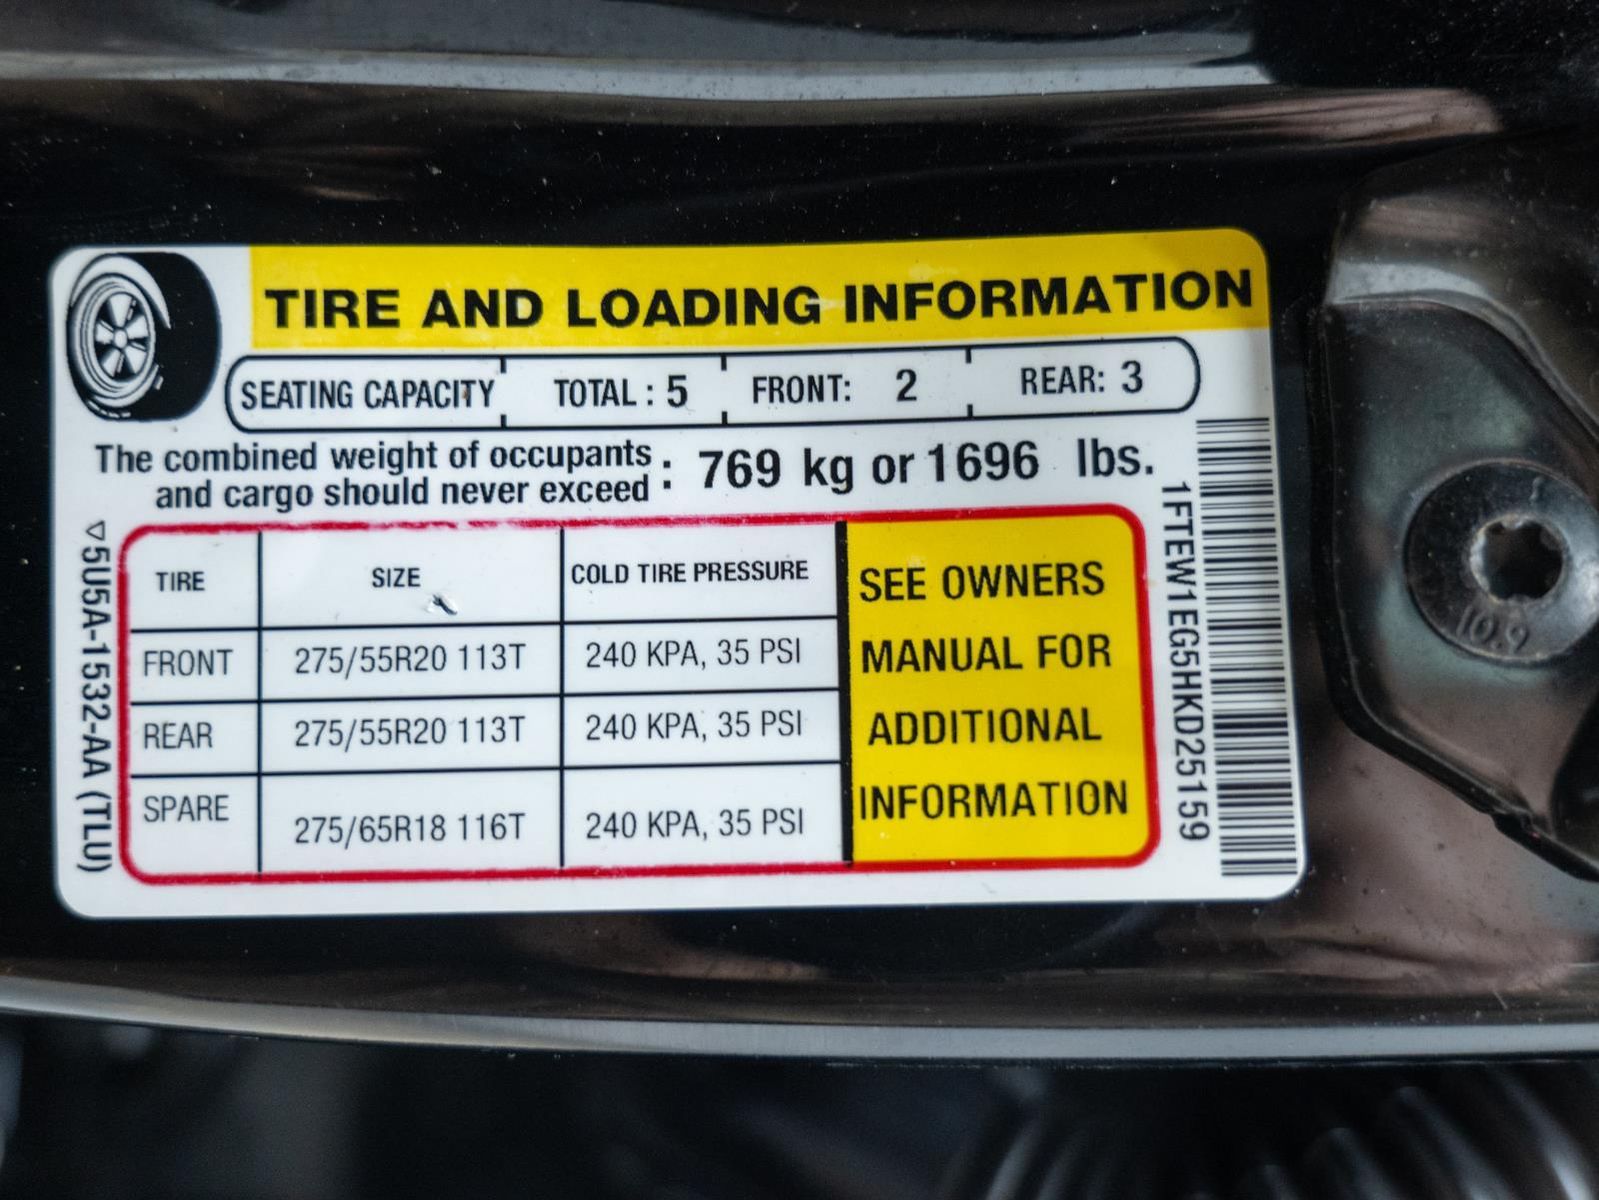 TIRE AND LOADING INFORMATION
SEATING CAPACITY TOTAL : 5 FRONT: 2 REAR: 3
The combined weight of occupants
and cargo should never exceed : 769 kg or 1696 lbs.
TIRE SIZE COLD TIRE PRESSURE
FRONT 275/55R20 113T 240 KPA, 35 PSI
REAR 275/55R20 113T 240 KPA, 35 PSI
SPARE 275/65R18 116T 240 KPA, 35 PSI
SEE OWNERS
MANUAL FOR
ADDITIONAL
INFORMATION
5U5A-1532-AA (TLU)
1FTEW1EG5HKD25159
10.9